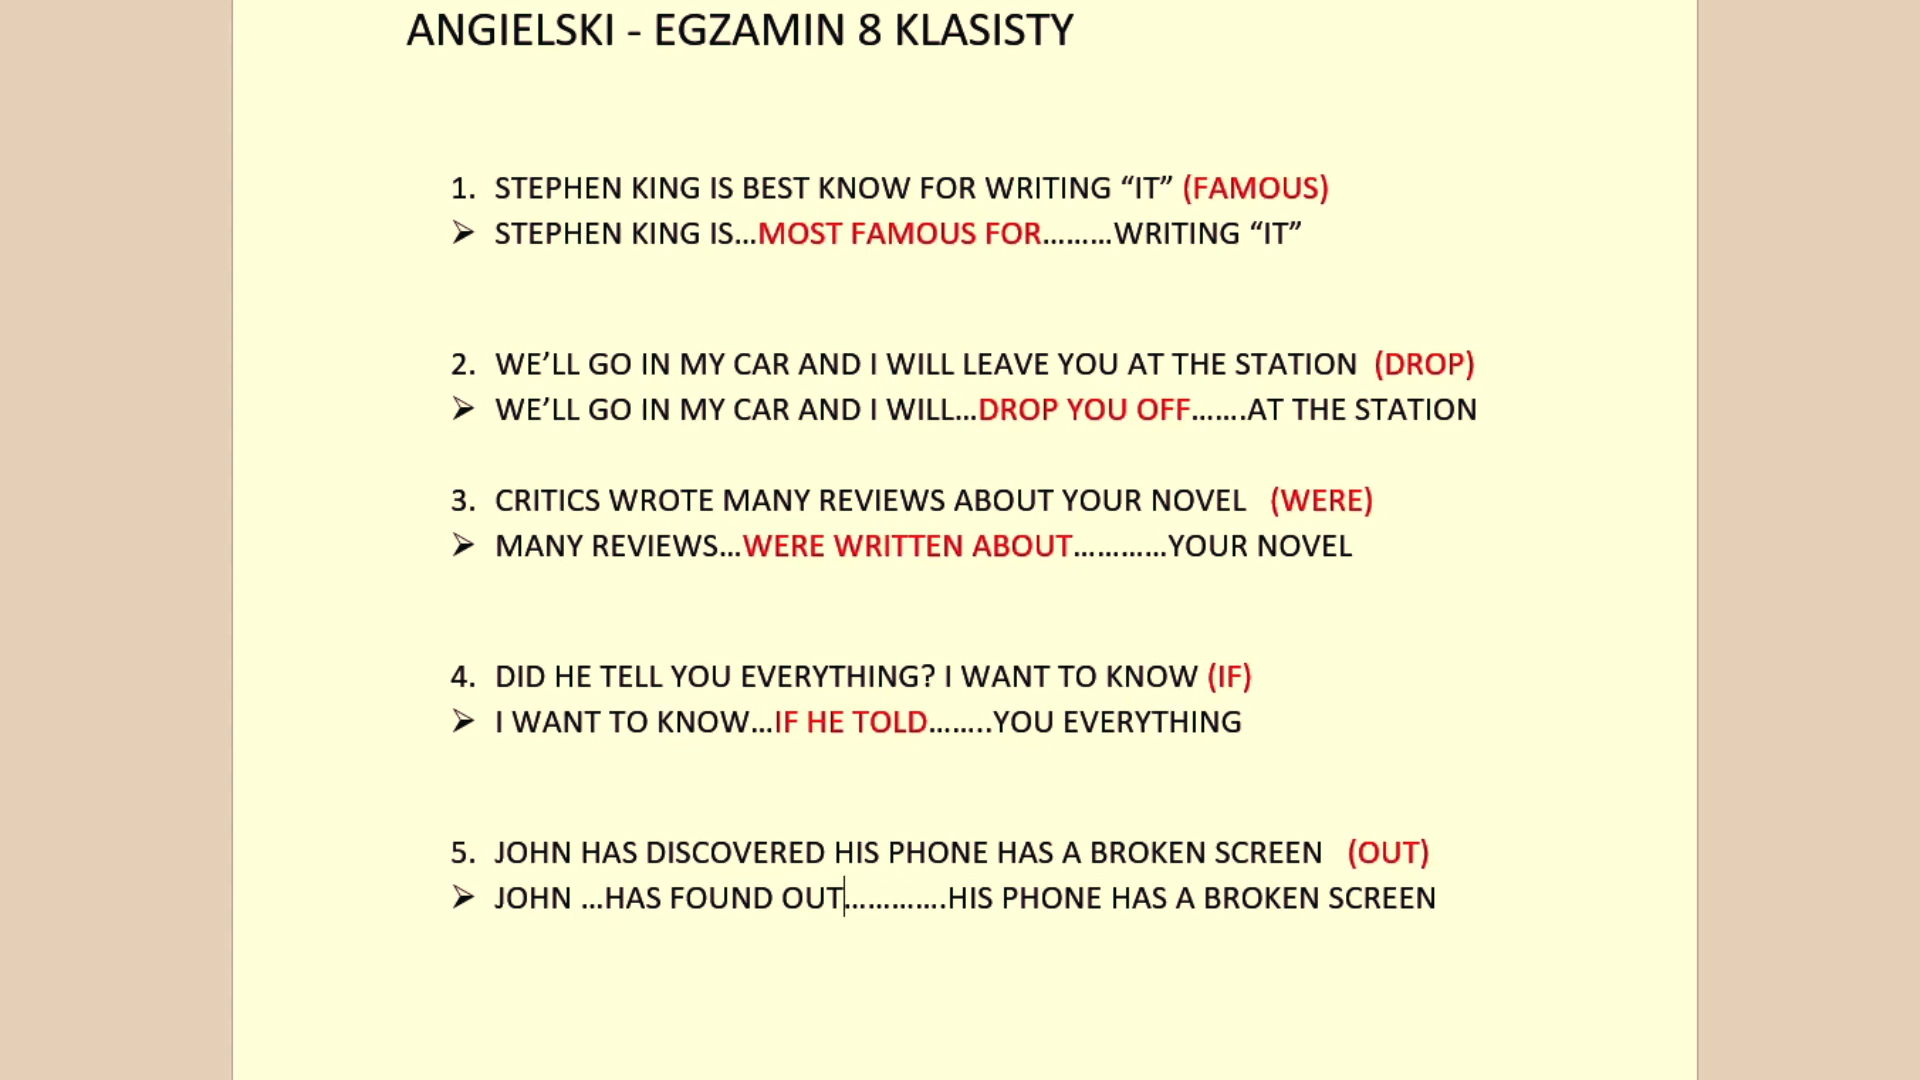 ANGIELSKI - EGZAMIN 8 KLASISTY
1. STEPHEN KING IS BEST KNOW FOR WRITING “IT” (FAMOUS)
➢ STEPHEN KING IS…MOST FAMOUS FOR………WRITING “IT”
2. WE’LL GO IN MY CAR AND I WILL LEAVE YOU AT THE STATION (DROP)
➢ WE’LL GO IN MY CAR AND I WILL…DROP YOU OFF…….AT THE STATION
3. CRITICS WROTE MANY REVIEWS ABOUT YOUR NOVEL (WERE)
➢ MANY REVIEWS…WERE WRITTEN ABOUT…………YOUR NOVEL
4. DID HE TELL YOU EVERYTHING? I WANT TO KNOW (IF)
➢ I WANT TO KNOW…IF HE TOLD……..YOU EVERYTHING
5. JOHN HAS DISCOVERED HIS PHONE HAS A BROKEN SCREEN (OUT)
➢ JOHN …HAS FOUND OUT………….HIS PHONE HAS A BROKEN SCREEN